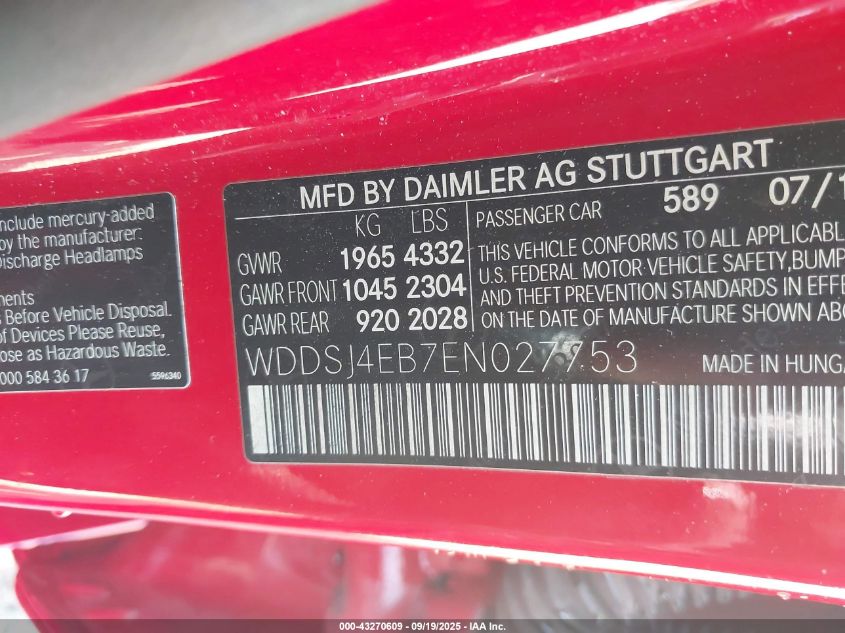 include mercury-added
by the manufacturer:
Discharge Headlamps
Before Vehicle Disposal.
of Devices Please Reuse,
ose as Hazardous Waste.
000 584 36 17 5596340
MFD BY DAIMLER AG STUTTGART
KG LBS
GVWR 1965 4332
GAWR FRONT 1045 2304
GAWR REAR 920 2028
PASSENGER CAR 589 07/1
THIS VEHICLE CONFORMS TO ALL APPLICABLE
U.S. FEDERAL MOTOR VEHICLE SAFETY, BUMP
AND THEFT PREVENTION STANDARDS IN EFFE
ON THE DATE OF MANUFACTURE SHOWN ABO
WDDSJ4EB7EN027753 MADE IN HUNGA
000-43270609 - 09/19/2025 - IAA Inc.